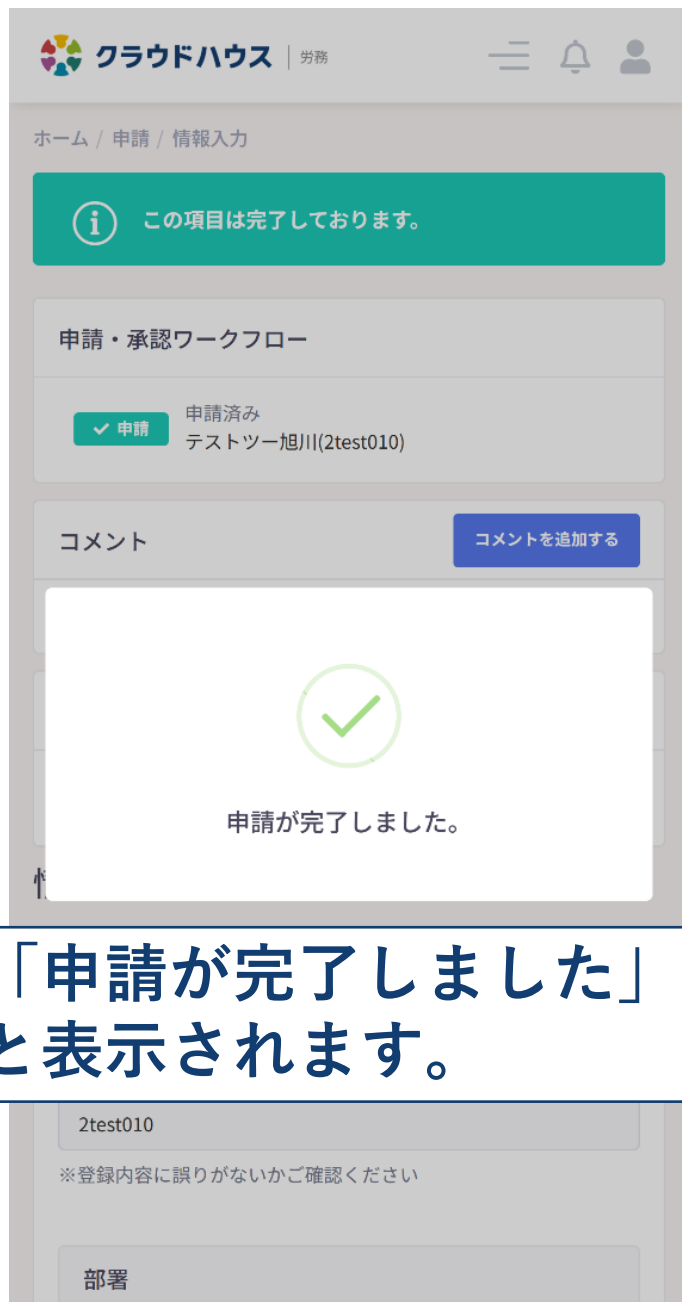 クラウドハウス | 労務
ホーム / 申請 / 情報入力
この項目は完了しております。
申請・承認ワークフロー
申請
申請済み
テストツー旭川(2test010)
コメント
コメントを追加する
申請が完了しました。
「申請が完了しました」
と表示されます。
2test010
※登録内容に誤りがないかご確認ください
部署